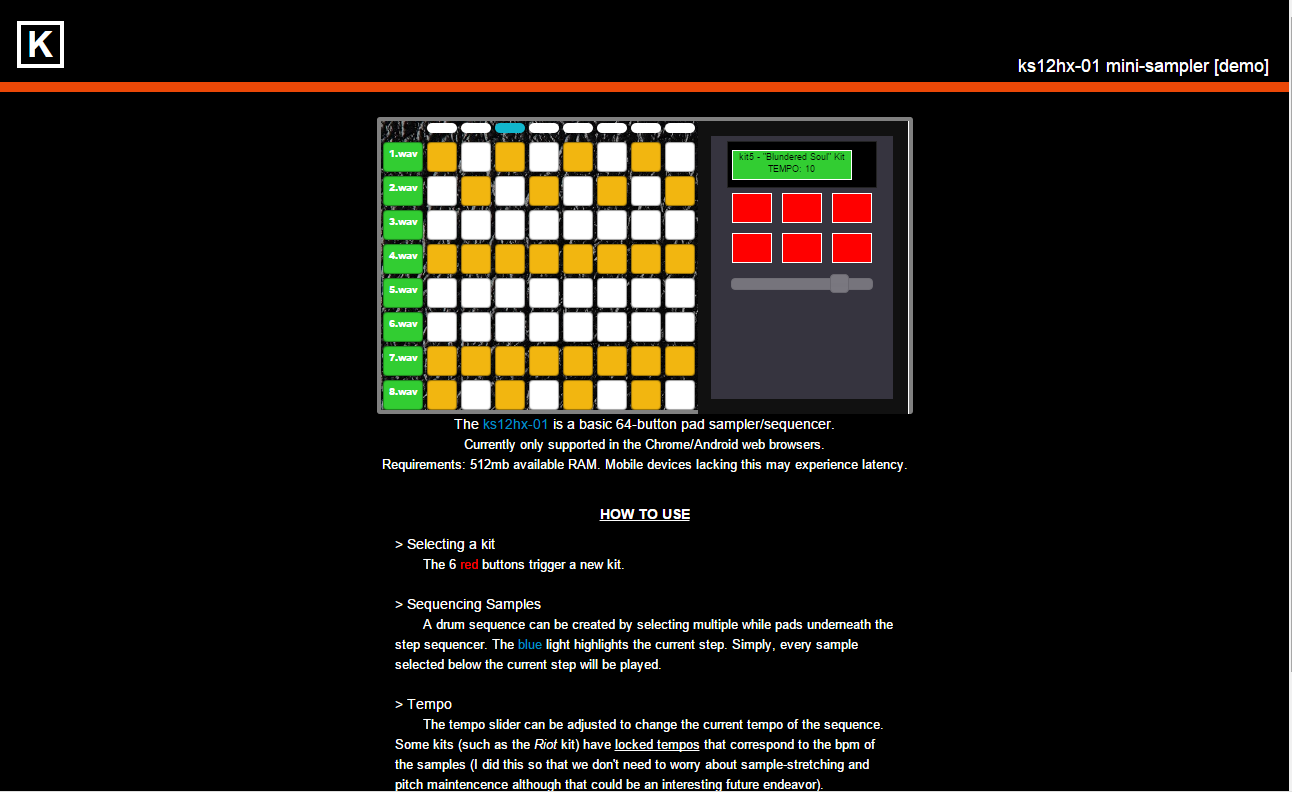 K
ks12hx-01 mini-sampler [demo]
1.wav
kit5 - "Blundered Soul" Kit
TEMPO: 10
2.wav
3.wav
4.wav
5.wav
6.wav
7.wav
8.wav
The ks12hx-01 is a basic 64-button pad sampler/sequencer.
Currently only supported in the Chrome/Android web browsers.
Requirements: 512mb available RAM. Mobile devices lacking this may experience latency.
HOW TO USE
> Selecting a kit
The 6 red buttons trigger a new kit.
> Sequencing Samples
A drum sequence can be created by selecting multiple while pads underneath the
step sequencer. The blue light highlights the current step. Simply, every sample
selected below the current step will be played.
> Tempo
The tempo slider can be adjusted to change the current tempo of the sequence.
Some kits (such as the Riot kit) have locked tempos that correspond to the bpm of
the samples (I did this so that we don't need to worry about sample-stretching and
pitch maintencence although that could be an interesting future endeavor).